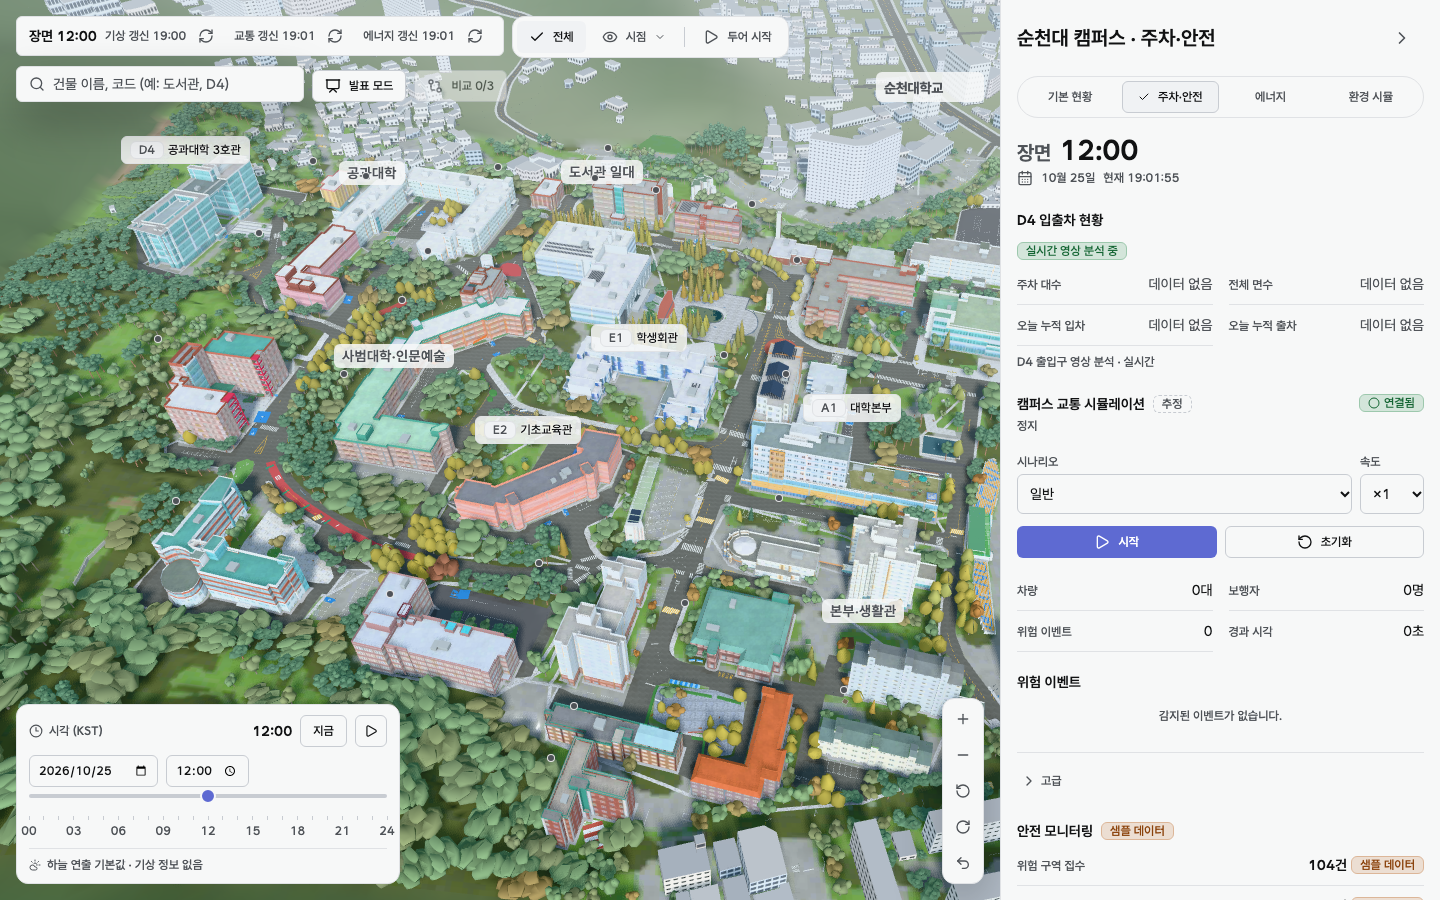 장면 12:00 기상 갱신 19:00 교통 갱신 19:01 에너지 갱신 19:01
전체 시점 투어 시작
건물 이름, 코드 (예: 도서관, D4)
발표 모드 비교 0/3
순천대학교
D4 공과대학 3호관
공과대학
도서관 일대
E1 학생회관
사범대학·인문예술
A1 대학본부
E2 기초교육관
본부·생활관
시각 (KST) 12:00 지금
2026/10/25 12:00
00 03 06 09 12 15 18 21 24
하늘 연출 기본값 · 기상 정보 없음
순천대 캠퍼스 · 주차·안전
기본 현황 주차·안전 에너지 환경 시뮬
장면 12:00
10월 25일 현재 19:01:55
D4 입출차 현황
실시간 영상 분석 중
주차 대수 데이터 없음 전체 면수 데이터 없음
오늘 누적 입차 데이터 없음 오늘 누적 출차 데이터 없음
D4 출입구 영상 분석 · 실시간
캠퍼스 교통 시뮬레이션 추정 연결됨
정지
시나리오 속도
일반 ×1
시작 초기화
차량 0대 보행자 0명
위험 이벤트 0 경과 시각 0초
위험 이벤트
감지된 이벤트가 없습니다.
고급
안전 모니터링 샘플 데이터
위험 구역 접수 104건 샘플 데이터